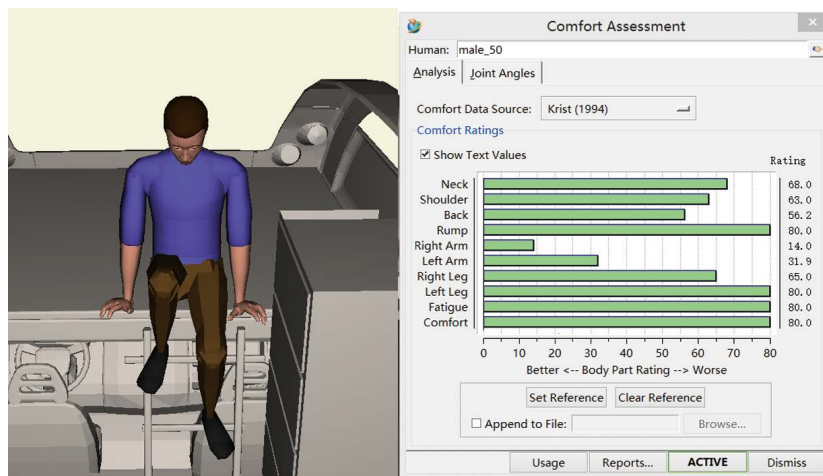 Comfort Assessment
Human: male_50
Analysis Joint Angles
Comfort Data Source: Krist (1994)
Comfort Ratings
Show Text Values
Rating
Neck 68.0
Shoulder 63.0
Back 56.2
Rump 80.0
Right Arm 14.0
Left Arm 31.9
Right Leg 65.0
Left Leg 80.0
Fatigue 80.0
Comfort 80.0
0 10 20 30 40 50 60 70 80
Better <-- Body Part Rating --> Worse
Set Reference Clear Reference
Append to File: Browse...
Usage Reports... ACTIVE Dismiss